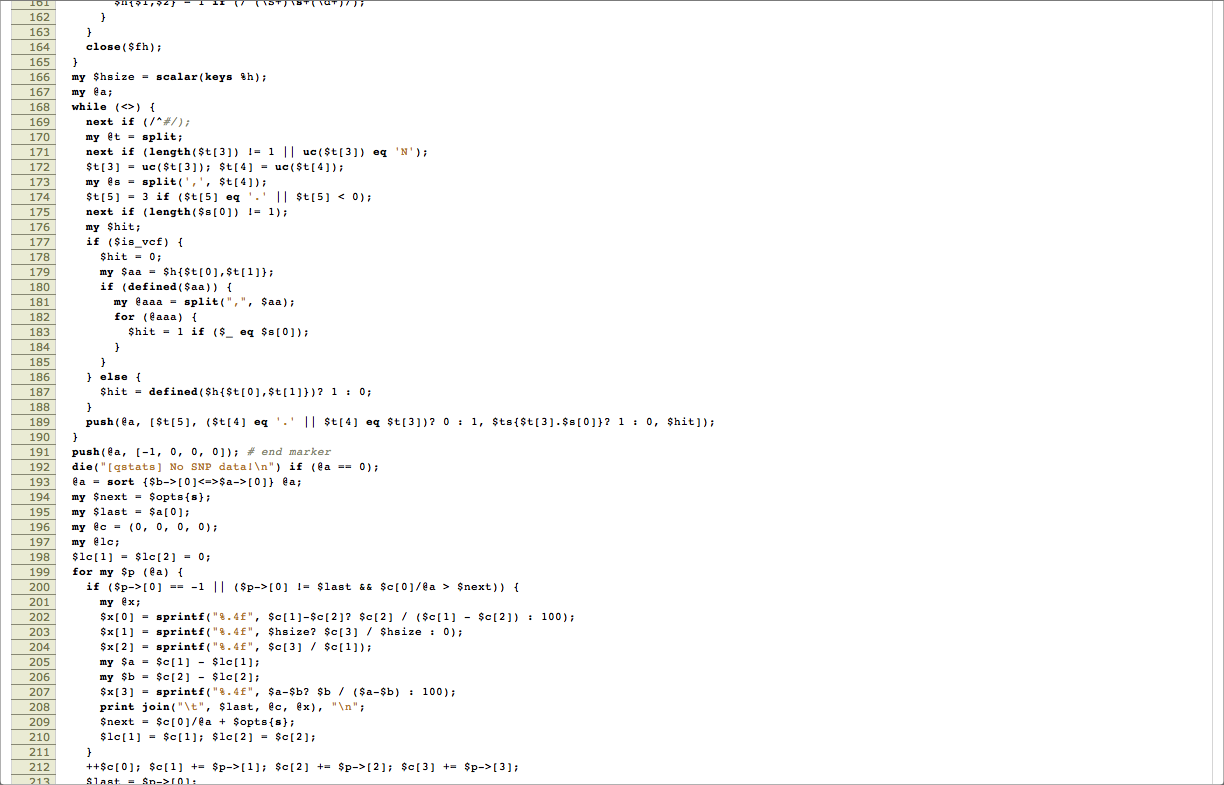 161 $h{$1,$2} = 1 if (/^(\S+)\s+(\d+)/);
162 }
163 }
164 close($fh);
165 }
166 my $hsize = scalar(keys %h);
167 my @a;
168 while (<>) {
169 next if (/^#/);
170 my @t = split;
171 next if (length($t[3]) != 1 || uc($t[3]) eq 'N');
172 $t[3] = uc($t[3]); $t[4] = uc($t[4]);
173 my @s = split(',', $t[4]);
174 $t[5] = 3 if ($t[5] eq '.' || $t[5] < 0);
175 next if (length($s[0]) != 1);
176 my $hit;
177 if ($is_vcf) {
178 $hit = 0;
179 my $aa = $h{$t[0],$t[1]};
180 if (defined($aa)) {
181 my @aaa = split(",", $aa);
182 for (@aaa) {
183 $hit = 1 if ($_ eq $s[0]);
184 }
185 }
186 } else {
187 $hit = defined($h{$t[0],$t[1]})? 1 : 0;
188 }
189 push(@a, [$t[5], ($t[4] eq '.' || $t[4] eq $t[3])? 0 : 1, $ts{$t[3].$s[0]}? 1 : 0, $hit]);
190 }
191 push(@a, [-1, 0, 0, 0]); # end marker
192 die("[qstats] No SNP data!\n") if (@a == 0);
193 @a = sort {$b->[0]<=>$a->[0]} @a;
194 my $next = $opts{s};
195 my $last = $a[0];
196 my @c = (0, 0, 0, 0);
197 my @lc;
198 $lc[1] = $lc[2] = 0;
199 for my $p (@a) {
200 if ($p->[0] == -1 || ($p->[0] != $last && $c[0]/@a > $next)) {
201 my @x;
202 $x[0] = sprintf("%.4f", $c[1]-$c[2]? $c[2] / ($c[1] - $c[2]) : 100);
203 $x[1] = sprintf("%.4f", $hsize? $c[3] / $hsize : 0);
204 $x[2] = sprintf("%.4f", $c[3] / $c[1]);
205 my $a = $c[1] - $lc[1];
206 my $b = $c[2] - $lc[2];
207 $x[3] = sprintf("%.4f", $a-$b? $b / ($a-$b) : 100);
208 print join("\t", $last, @c, @x), "\n";
209 $next = $c[0]/@a + $opts{s};
210 $lc[1] = $c[1]; $lc[2] = $c[2];
211 }
212 ++$c[0]; $c[1] += $p->[1]; $c[2] += $p->[2]; $c[3] += $p->[3];
213 $last = $p->[0];